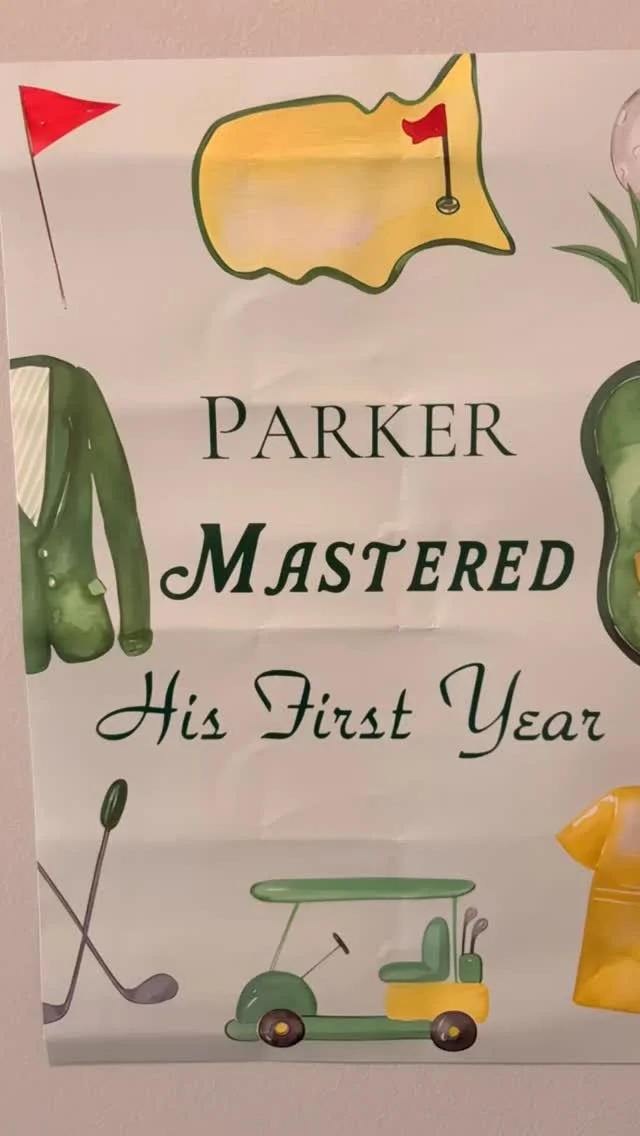 PARKER
MASTERED
His First Year